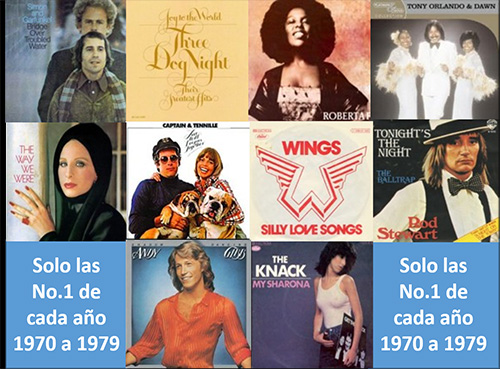 Simon
and
Garfunkel
Bridge
Over
Troubled
Water
Joy to the World
Three
Dog Night
Their
Greatest Hits
ROBERTA F
TONY ORLANDO & DAWN
THE
WAY
WE
WERE
CAPTAIN & TENNILLE
WINGS
SILLY LOVE SONGS
TONIGHT'S
THE
NIGHT
THE
BALLTRAP
Rod
Stewart
Solo las
No.1 de
cada año
1970 a 1979
ANDY GIBB
THE
KNACK
MY SHARONA
Solo las
No.1 de
cada año
1970 a 1979